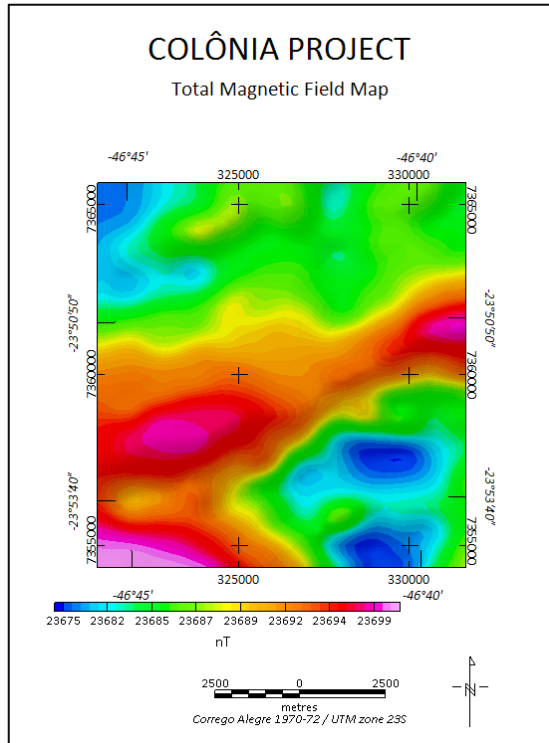 COLÔNIA PROJECT
Total Magnetic Field Map
-46°45' -46°40'
325000 330000
7365000 7365000
-23°50'50" -23°50'50"
7360000 7360000
-23°53'40" -23°53'40"
7355000 7355000
325000 330000
-46°45' -46°40'
23675 23682 23685 23687 23689 23692 23694 23699
nT
2500 0 2500
metres
Corrego Alegre 1970-72 / UTM zone 23S
N